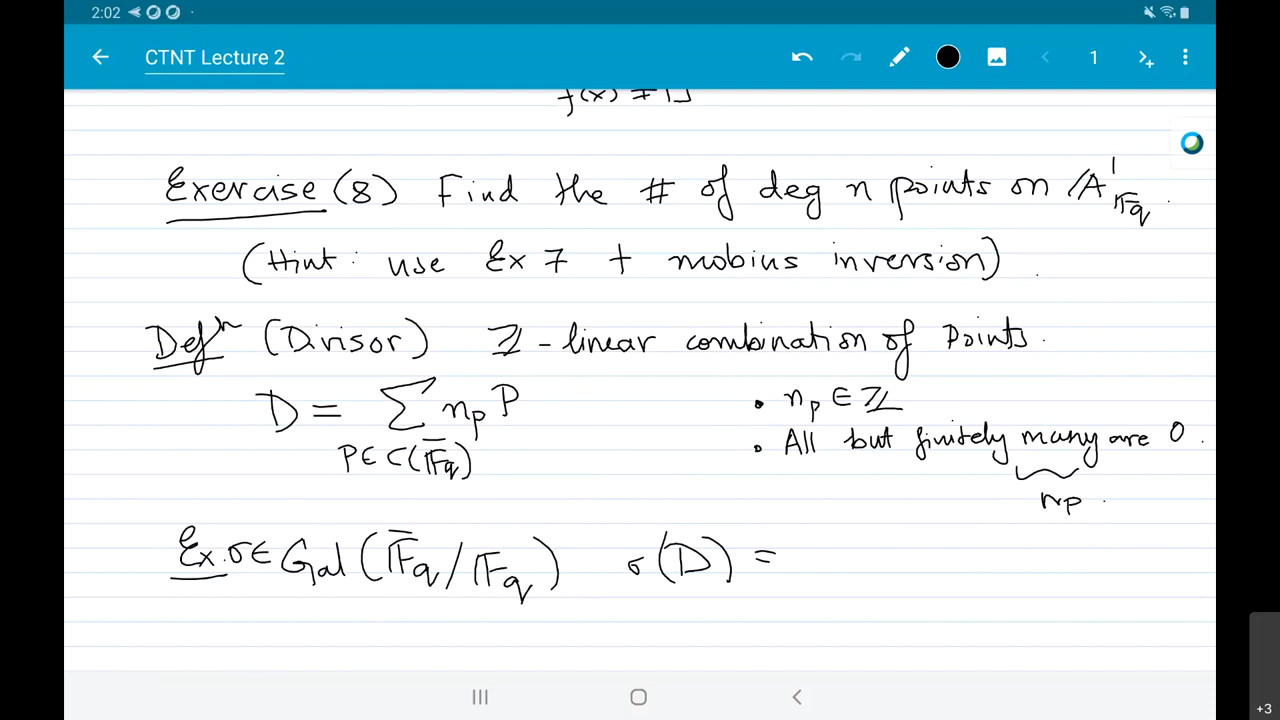 2:02
CTNT Lecture 2
1
f(x) = 1}
Exercise (8) Find the # of deg n points on /A¹_𝔽q.
(Hint: use Ex 7 + mobius inversion).
Defⁿ (Divisor) ℤ-linear combination of Points.
D = ∑ n_p P
P∈ C(𝔽̄q)
• n_p ∈ ℤ
• All but finitely many are 0.
n_p.
Ex. σ∈ Gal(𝔽̄q/𝔽q) σ(D) =
+3